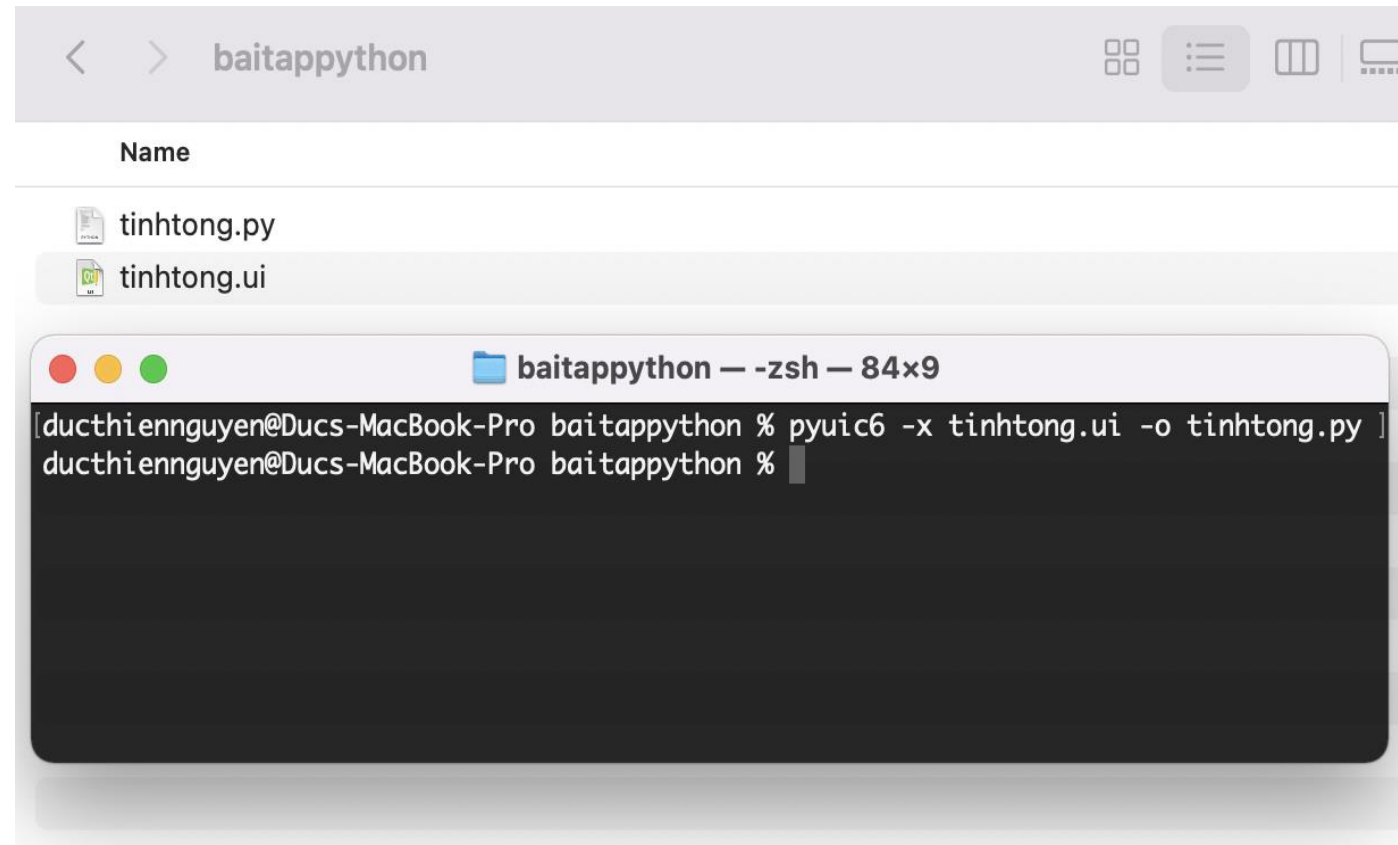 baitappython
Name
tinhtong.py
tinhtong.ui
baitappython — -zsh — 84×9
[ducthiennguyen@Ducs-MacBook-Pro baitappython % pyuic6 -x tinhtong.ui -o tinhtong.py ]
ducthiennguyen@Ducs-MacBook-Pro baitappython %